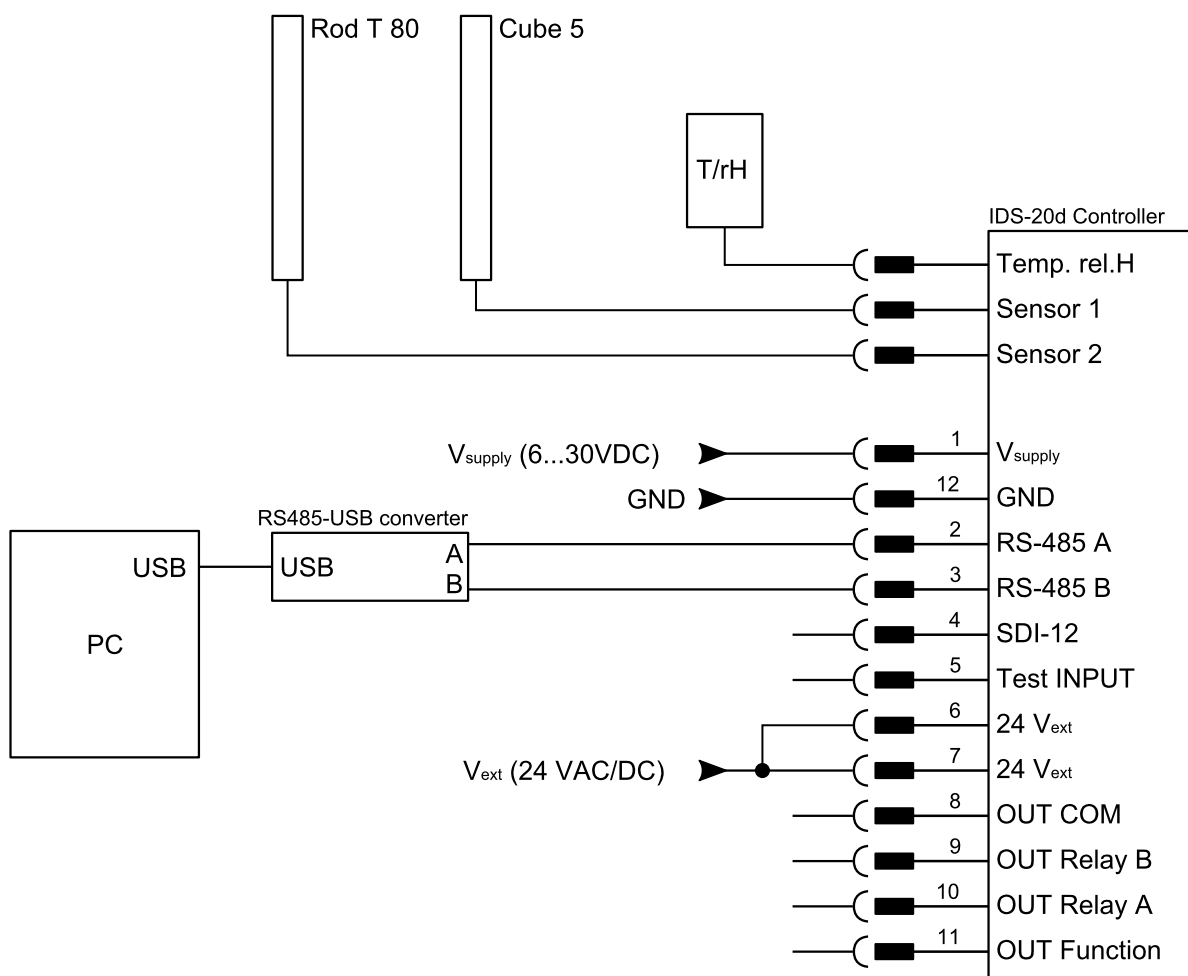 Rod T 80
Cube 5
T/rH
IDS-20d Controller
Temp. rel.H
Sensor 1
Sensor 2
Vsupply (6...30VDC)
1
Vsupply
GND
12
GND
RS485-USB converter
USB
USB
A
B
2
RS-485 A
3
RS-485 B
PC
4
SDI-12
5
Test INPUT
6
24 Vext
Vext (24 VAC/DC)
7
24 Vext
8
OUT COM
9
OUT Relay B
10
OUT Relay A
11
OUT Function